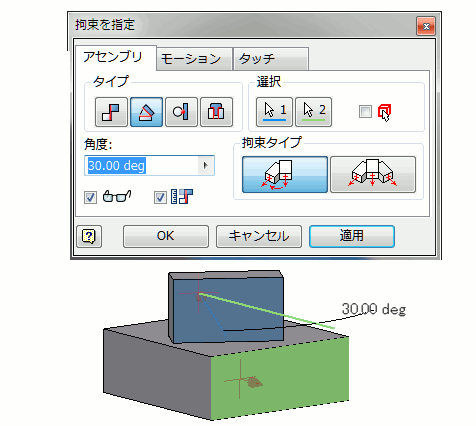 拘束を指定
アセンブリ モーション タッチ
タイプ
選択
1 2
角度:
30.00 deg
拘束タイプ
OK キャンセル 適用
30.00 deg